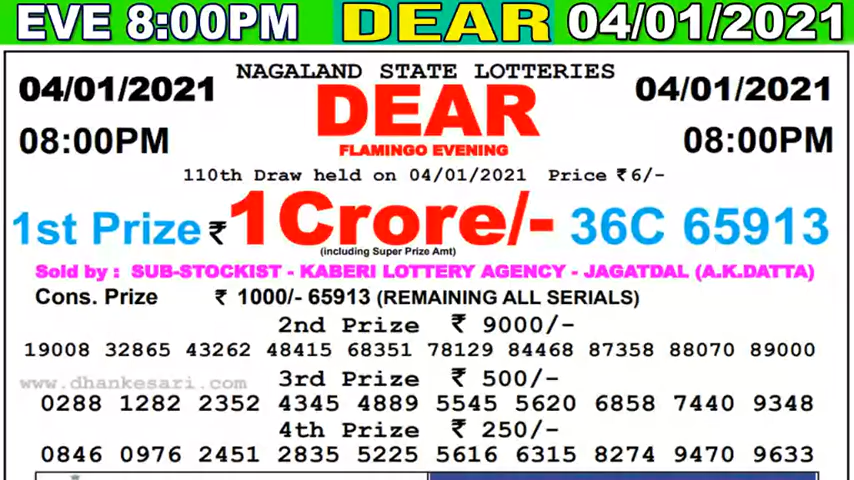 EVE 8:00PM DEAR 04/01/2021
NAGALAND STATE LOTTERIES
04/01/2021 DEAR 04/01/2021
08:00PM FLAMINGO EVENING 08:00PM
110th Draw held on 04/01/2021 Price ₹6/-
1st Prize ₹1Crore/- 36C 65913
(including Super Prize Amt)
Sold by : SUB-STOCKIST - KABERI LOTTERY AGENCY - JAGATDAL (A.K.DATTA)
Cons. Prize ₹ 1000/- 65913 (REMAINING ALL SERIALS)
2nd Prize ₹ 9000/-
19008 32865 43262 48415 68351 78129 84468 87358 88070 89000
www.dhankesari.com
3rd Prize ₹ 500/-
0288 1282 2352 4345 4889 5545 5620 6858 7440 9348
4th Prize ₹ 250/-
0846 0976 2451 2835 5225 5616 6315 8274 9470 9633